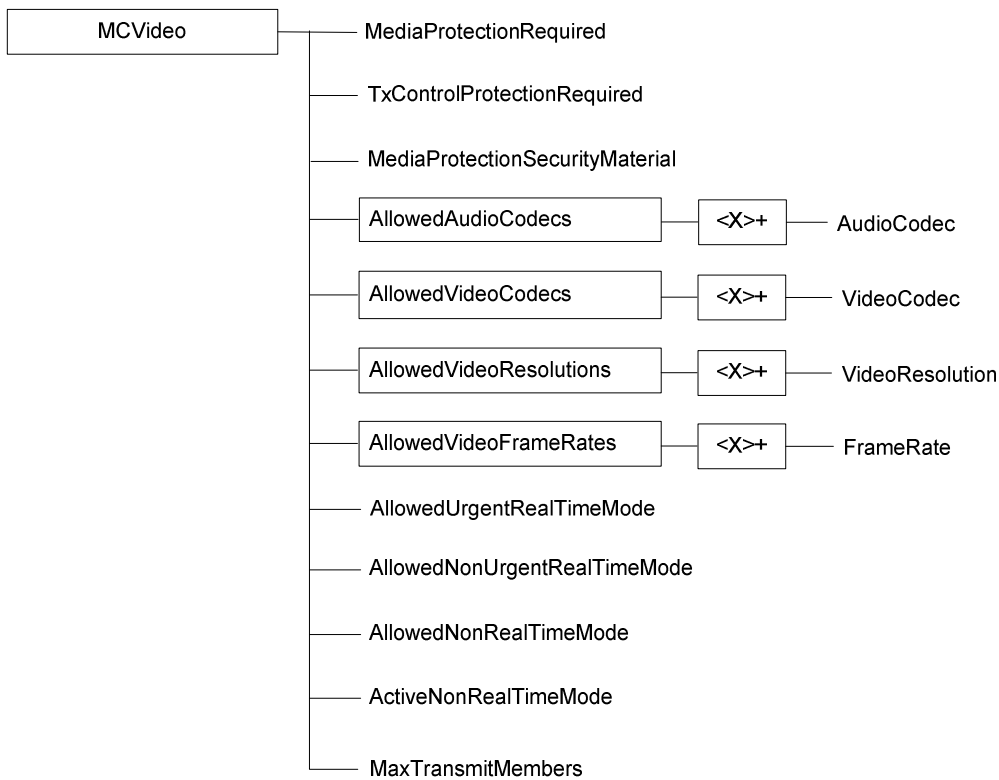 MCVideo
MediaProtectionRequired
TxControlProtectionRequired
MediaProtectionSecurityMaterial
AllowedAudioCodecs <X>+ AudioCodec
AllowedVideoCodecs <X>+ VideoCodec
AllowedVideoResolutions <X>+ VideoResolution
AllowedVideoFrameRates <X>+ FrameRate
AllowedUrgentRealTimeMode
AllowedNonUrgentRealTimeMode
AllowedNonRealTimeMode
ActiveNonRealTimeMode
MaxTransmitMembers